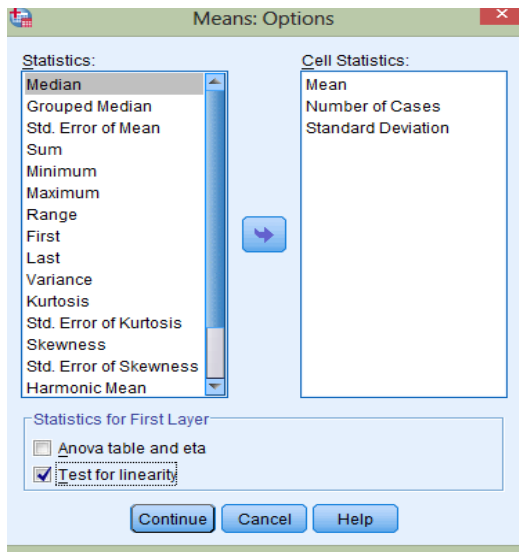 Means: Options
Statistics:
Median
Grouped Median
Std. Error of Mean
Sum
Minimum
Maximum
Range
First
Last
Variance
Kurtosis
Std. Error of Kurtosis
Skewness
Std. Error of Skewness
Harmonic Mean
Cell Statistics:
Mean
Number of Cases
Standard Deviation
Statistics for First Layer
Anova table and eta
Test for linearity
Continue
Cancel
Help